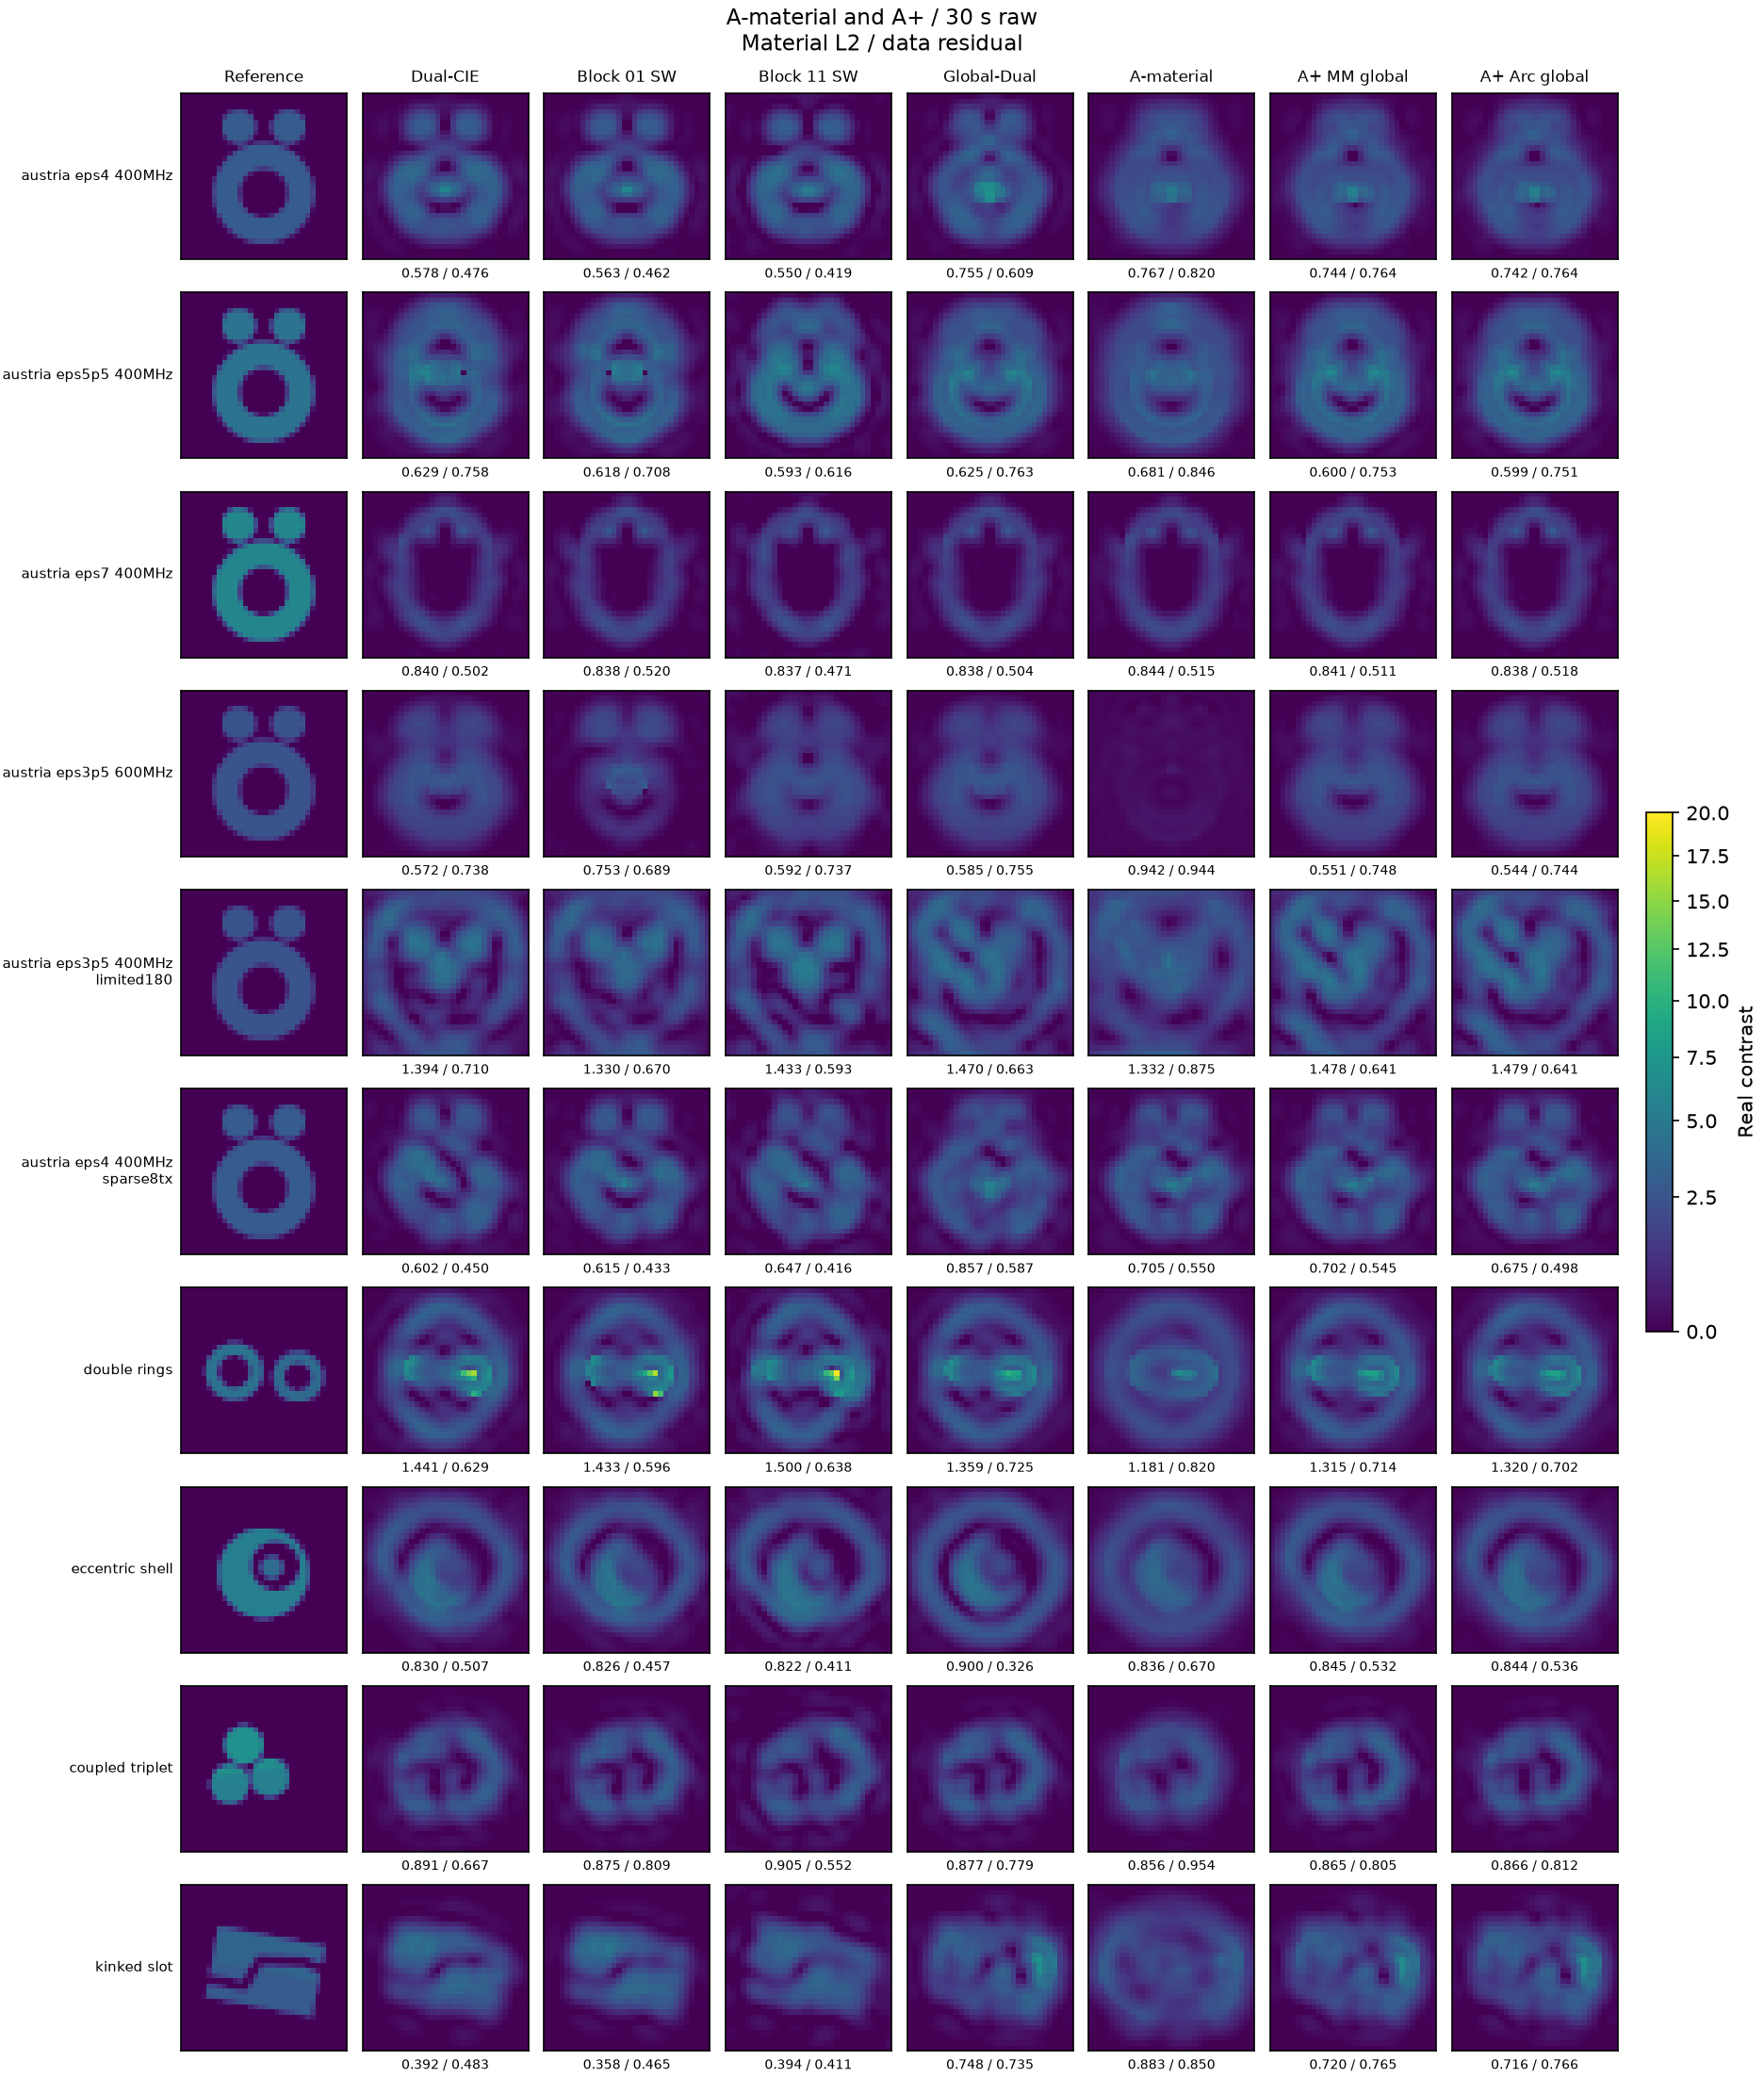 A-material and A+ / 30 s raw
Material L2 / data residual
Reference Dual-CIE Block 01 SW Block 11 SW Global-Dual A-material A+ MM global A+ Arc global
austria eps4 400MHz
0.578 / 0.476 0.563 / 0.462 0.550 / 0.419 0.755 / 0.609 0.767 / 0.820 0.744 / 0.764 0.742 / 0.764
austria eps5p5 400MHz
0.629 / 0.758 0.618 / 0.708 0.593 / 0.616 0.625 / 0.763 0.681 / 0.846 0.600 / 0.753 0.599 / 0.751
austria eps7 400MHz
0.840 / 0.502 0.838 / 0.520 0.837 / 0.471 0.838 / 0.504 0.844 / 0.515 0.841 / 0.511 0.838 / 0.518
austria eps3p5 600MHz
0.572 / 0.738 0.753 / 0.689 0.592 / 0.737 0.585 / 0.755 0.942 / 0.944 0.551 / 0.748 0.544 / 0.744
austria eps3p5 400MHz
limited180
1.394 / 0.710 1.330 / 0.670 1.433 / 0.593 1.470 / 0.663 1.332 / 0.875 1.478 / 0.641 1.479 / 0.641
austria eps4 400MHz
sparse8tx
0.602 / 0.450 0.615 / 0.433 0.647 / 0.416 0.857 / 0.587 0.705 / 0.550 0.702 / 0.545 0.675 / 0.498
double rings
1.441 / 0.629 1.433 / 0.596 1.500 / 0.638 1.359 / 0.725 1.181 / 0.820 1.315 / 0.714 1.320 / 0.702
eccentric shell
0.830 / 0.507 0.826 / 0.457 0.822 / 0.411 0.900 / 0.326 0.836 / 0.670 0.845 / 0.532 0.844 / 0.536
coupled triplet
0.891 / 0.667 0.875 / 0.809 0.905 / 0.552 0.877 / 0.779 0.856 / 0.954 0.865 / 0.805 0.866 / 0.812
kinked slot
0.392 / 0.483 0.358 / 0.465 0.394 / 0.411 0.748 / 0.735 0.883 / 0.850 0.720 / 0.765 0.716 / 0.766
20.0
17.5
15.0
12.5
10.0
7.5
5.0
2.5
0.0
Real contrast